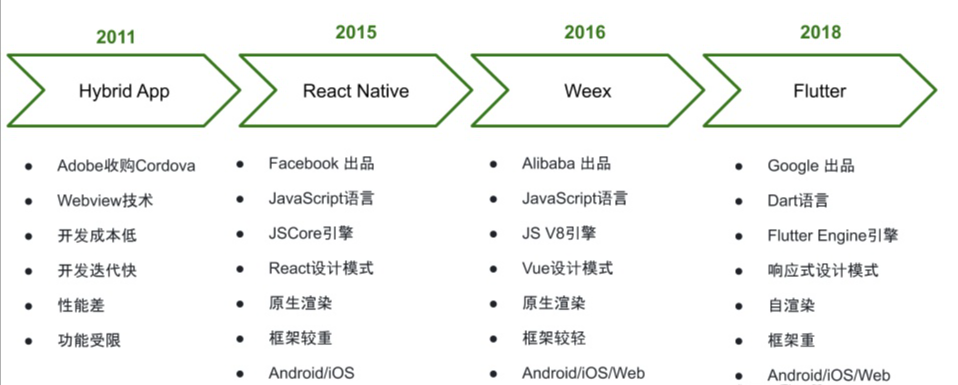 2011
2015
2016
2018
Hybrid App
React Native
Weex
Flutter
Adobe收购Cordova
Webview技术
开发成本低
开发迭代快
性能差
功能受限
Facebook 出品
JavaScript语言
JSCore引擎
React设计模式
原生渲染
框架较重
Android/iOS
Alibaba 出品
JavaScript语言
JS V8引擎
Vue设计模式
原生渲染
框架较轻
Android/iOS/Web
Google 出品
Dart语言
Flutter Engine引擎
响应式设计模式
自渲染
框架重
Android/iOS/Web